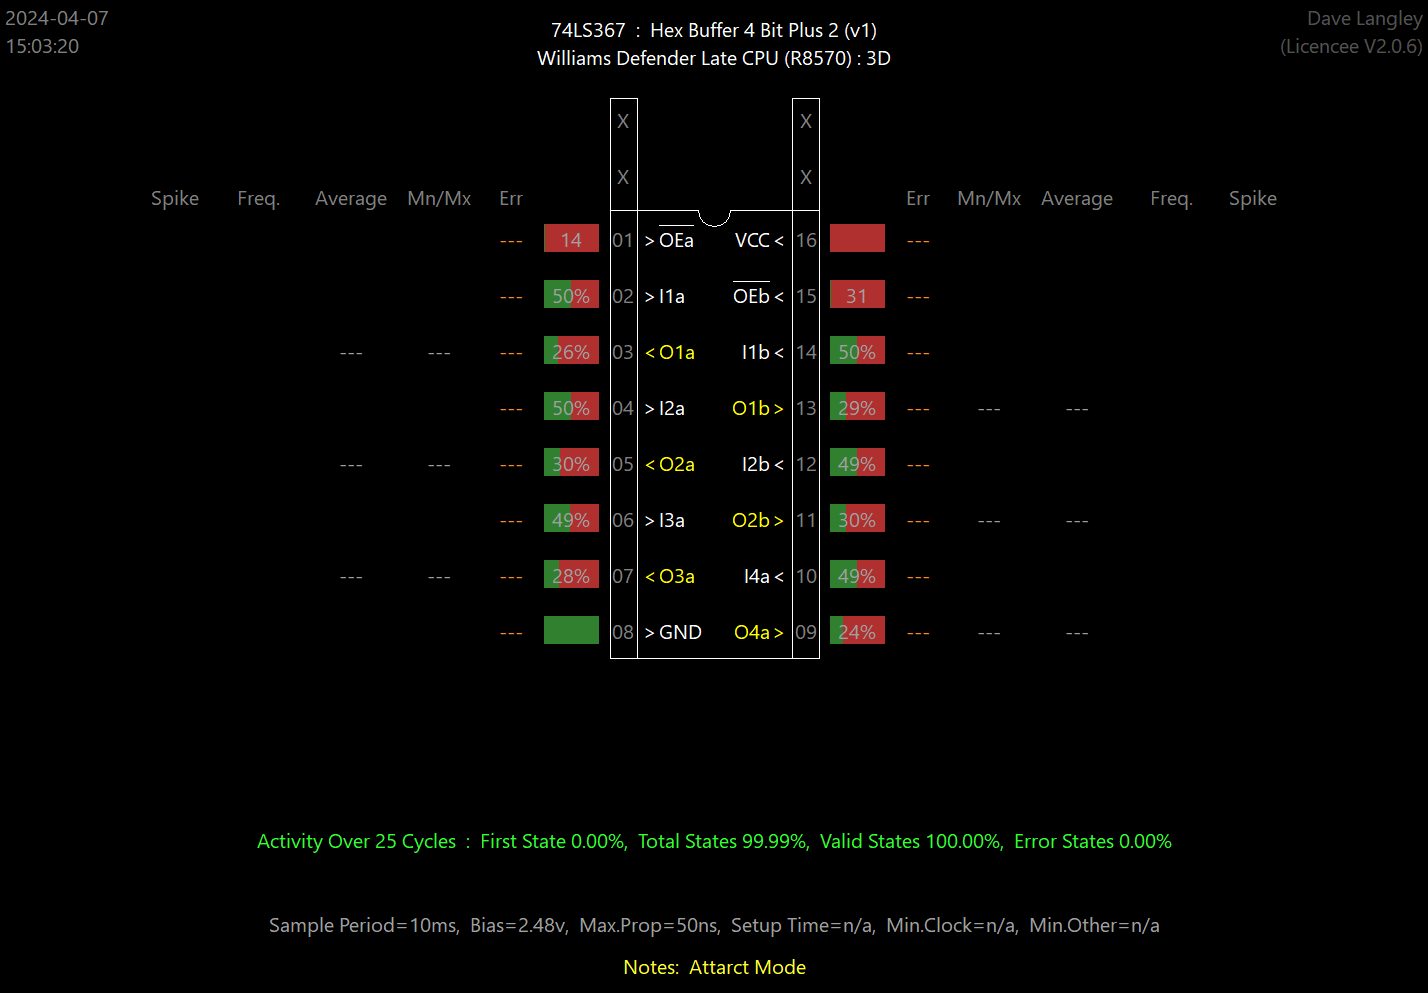 2024-04-07
15:03:20
74LS367 : Hex Buffer 4 Bit Plus 2 (v1)
Williams Defender Late CPU (R8570) : 3D
Dave Langley
(Licencee V2.0.6)
X X
X X
Spike Freq. Average Mn/Mx Err Err Mn/Mx Average Freq. Spike
--- 14 01 > OEa VCC < 16 ---
--- 50% 02 > I1a OEb < 15 31 ---
--- --- --- 26% 03 < O1a I1b < 14 50% ---
--- 50% 04 > I2a O1b > 13 29% --- --- ---
--- --- --- 30% 05 < O2a I2b < 12 49% ---
--- 49% 06 > I3a O2b > 11 30% --- --- ---
--- --- --- 28% 07 < O3a I4a < 10 49% ---
--- 08 > GND O4a > 09 24% --- --- ---
Activity Over 25 Cycles : First State 0.00%, Total States 99.99%, Valid States 100.00%, Error States 0.00%
Sample Period=10ms, Bias=2.48v, Max.Prop=50ns, Setup Time=n/a, Min.Clock=n/a, Min.Other=n/a
Notes: Attarct Mode